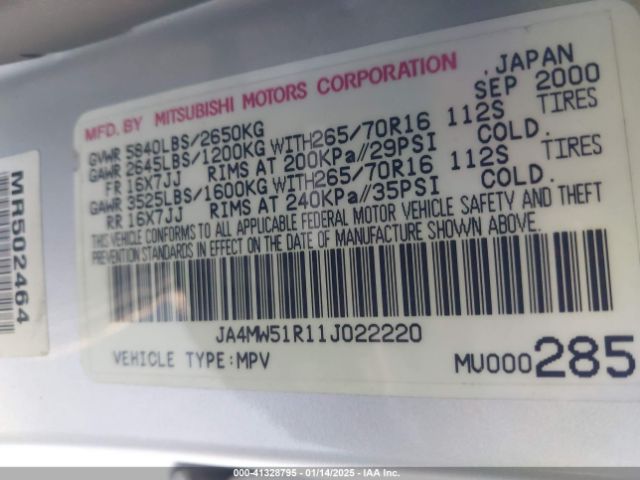 MFD. BY MITSUBISHI MOTORS CORPORATION , JAPAN
SEP 2000
GVWR 5840LBS/2650KG
GAWR 2645LBS/1200KG WITH265/70R16 112S TIRES
FR 16X7JJ RIMS AT 200KPa//29PSI COLD.
GAWR 3525LBS/1600KG WITH265/70R16 112S TIRES
RR 16X7JJ RIMS AT 240KPa//35PSI COLD.
THIS VEHICLE CONFORMS TO ALL APPLICABLE FEDERAL MOTOR VEHICLE SAFETY AND THEFT
PREVENTION STANDARDS IN EFFECT ON THE DATE OF MANUFACTURE SHOWN ABOVE.
JA4MW51R11J022220
VEHICLE TYPE:MPV
MV000285
MR502464
000-41328795 - 01/14/2025 - IAA Inc.